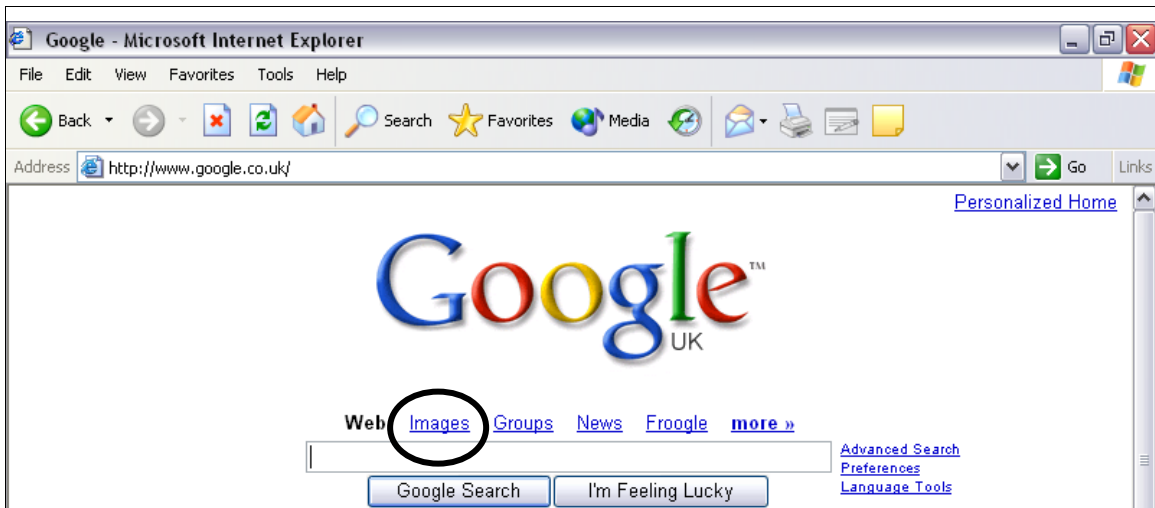 Google - Microsoft Internet Explorer
File Edit View Favorites Tools Help
Back Search Favorites Media
Address http://www.google.co.uk/ Go Links
Personalized Home
Google™
UK
Web Images Groups News Froogle more »
Advanced Search
Preferences
Language Tools
Google Search I'm Feeling Lucky